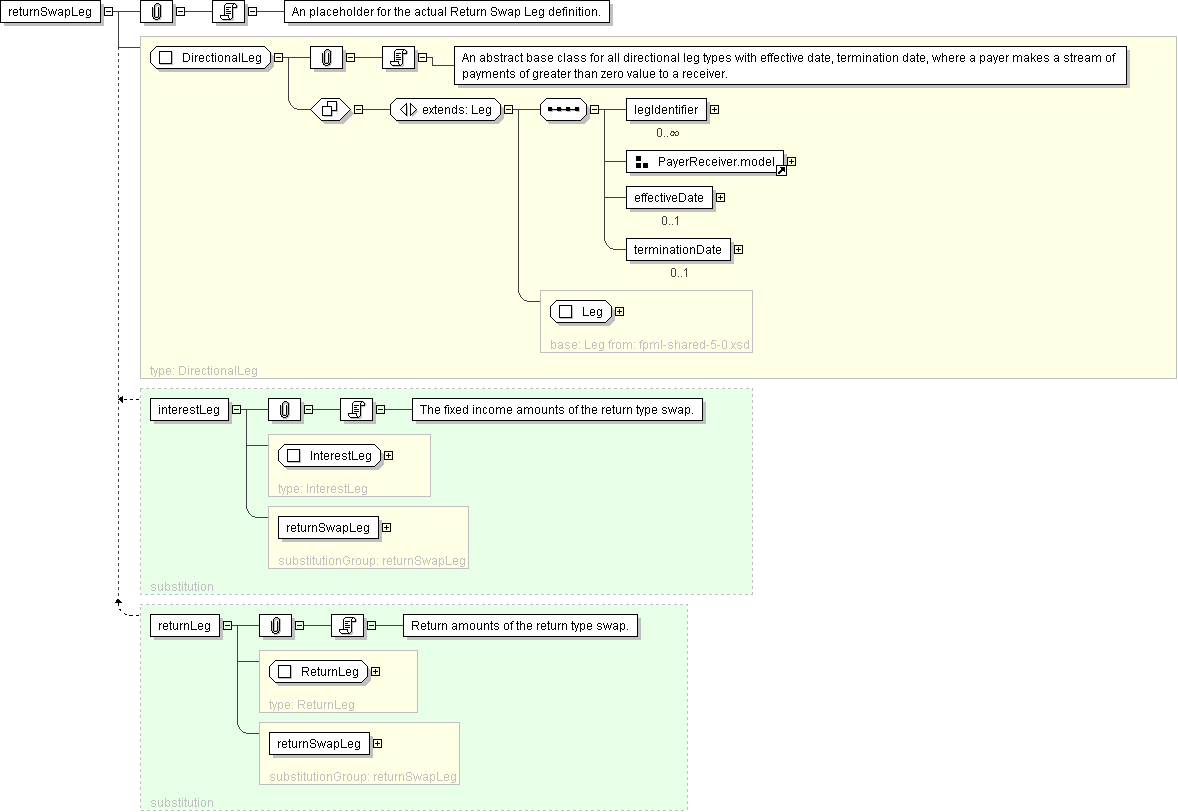 returnSwapLeg
An placeholder for the actual Return Swap Leg definition.
DirectionalLeg
An abstract base class for all directional leg types with effective date, termination date, where a payer makes a stream of
payments of greater than zero value to a receiver.
extends: Leg
legIdentifier
0..∞
PayerReceiver.model
effectiveDate
0..1
terminationDate
0..1
Leg
base: Leg from: fpml-shared-5-0.xsd
type: DirectionalLeg
interestLeg
The fixed income amounts of the return type swap.
InterestLeg
type: InterestLeg
returnSwapLeg
substitutionGroup: returnSwapLeg
substitution
returnLeg
Return amounts of the return type swap.
ReturnLeg
type: ReturnLeg
returnSwapLeg
substitutionGroup: returnSwapLeg
substitution